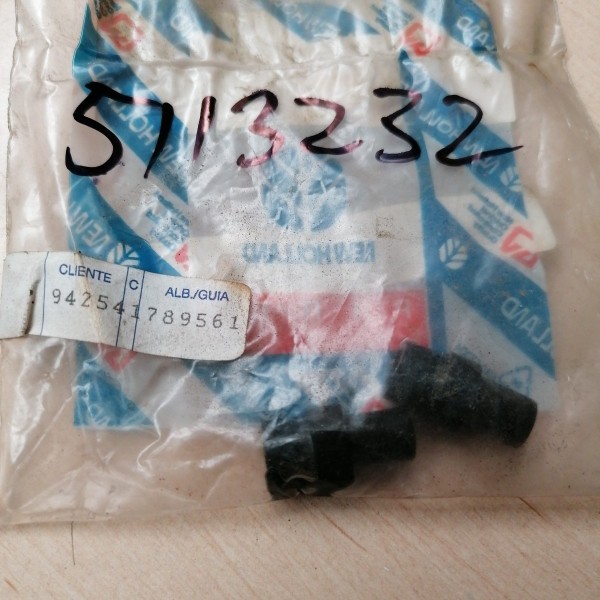 5113232
NEW HOLLAND
CLIENTE C ALB./GUIA
942541789561